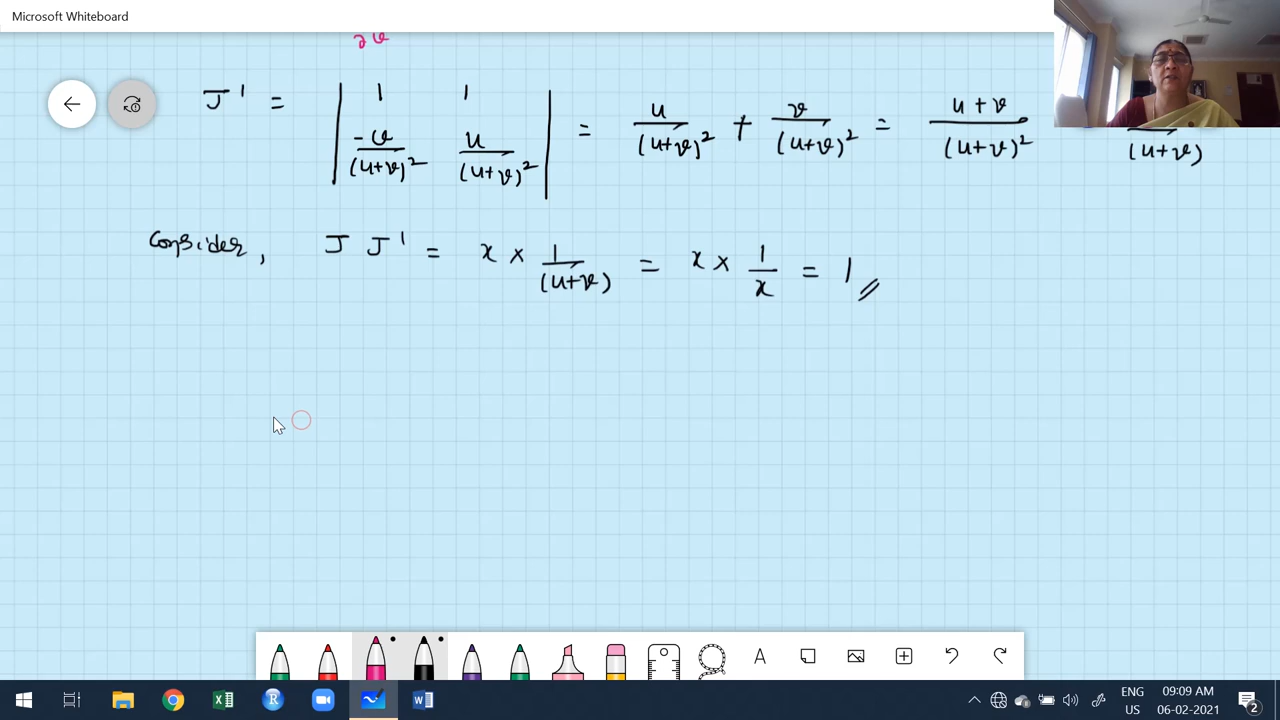 Microsoft Whiteboard
∂v
J' = | 1 1 | = u/(u+v)² + v/(u+v)² = (u+v)/(u+v)²
| -v/(u+v)² u/(u+v)² |
(u+v)
Consider, J J' = x × 1/(u+v) = x × 1/x = 1 //
A
ENG
US
09:09 AM
06-02-2021
2